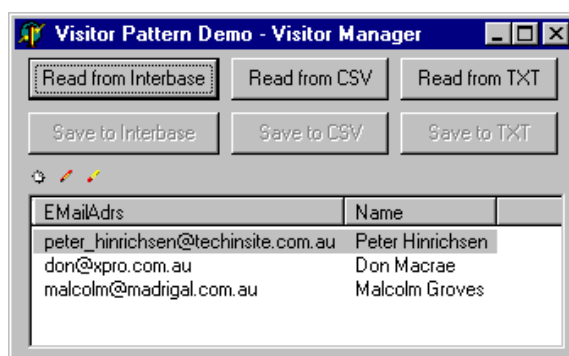 Visitor Pattern Demo - Visitor Manager
Read from Interbase Read from CSV Read from TXT
Save to Interbase Save to CSV Save to TXT
EMailAdrs Name
peter_hinrichsen@techinsite.com.au Peter Hinrichsen
don@xpro.com.au Don Macrae
malcolm@madrigal.com.au Malcolm Groves